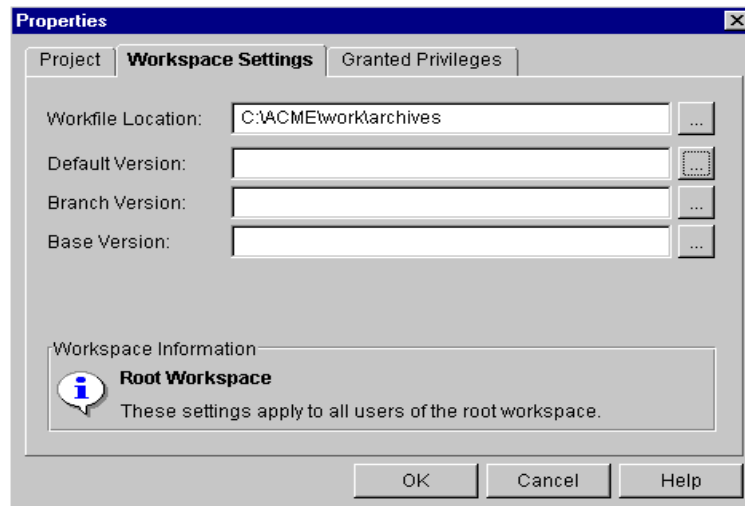 Properties
Project Workspace Settings Granted Privileges
Workfile Location: C:\ACME\work\archives ...
Default Version: ...
Branch Version: ...
Base Version: ...
Workspace Information
Root Workspace
These settings apply to all users of the root workspace.
OK Cancel Help